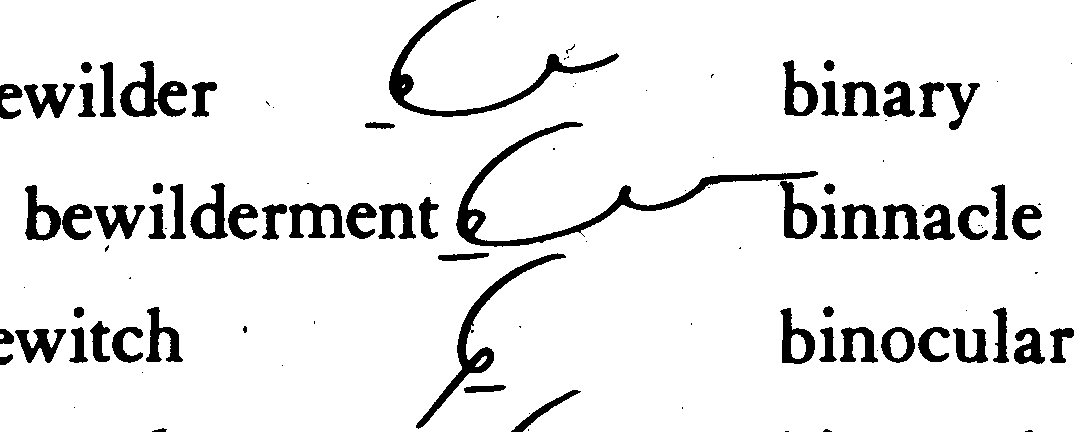 ewilder binary
bewilderment binnacle
ewitch binocular